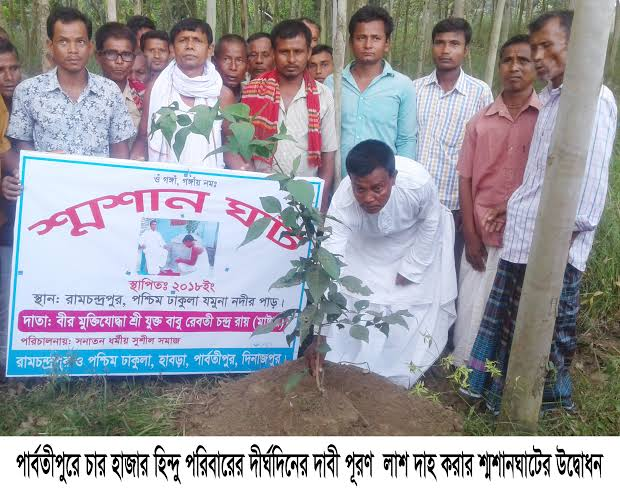 ওঁ গঙ্গাঁ, গঙ্গাঁয় নমঃ
শ্মশান ঘাট
স্থাপিতঃ ২০১৮ইং
স্থান: রামচন্দ্রপুর, পশ্চিম ঢাকুলা যমুনা নদীর পাড়।
দাতা: বীর মুক্তিযোদ্ধা শ্রী যুক্ত বাবু রেবতী চন্দ্র রায়
পরিচালনায়: সনাতন ধর্মীয় সুশীল সমাজ
রামচন্দ্রপুর ও পশ্চিম ঢাকুলা, হাবড়া, পার্বতীপুর, দিনাজপুর।
পার্বতীপুরে চার হাজার হিন্দু পরিবারের দীর্ঘদিনের দাবী পূরণ লাশ দাহ করার শ্মশানঘাটের উদ্বোধন